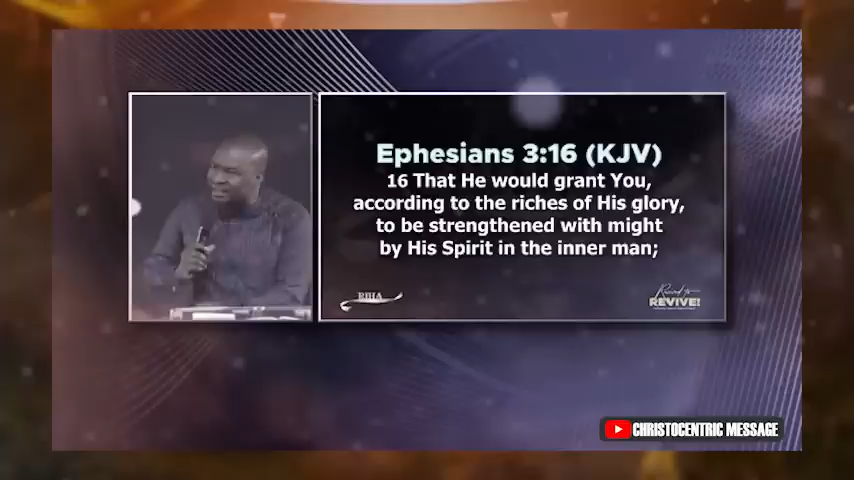 Ephesians 3:16 (KJV)
16 That He would grant You,
according to the riches of His glory,
to be strengthened with might
by His Spirit in the inner man;
REVIVE!
CHRISTOCENTRIC MESSAGE